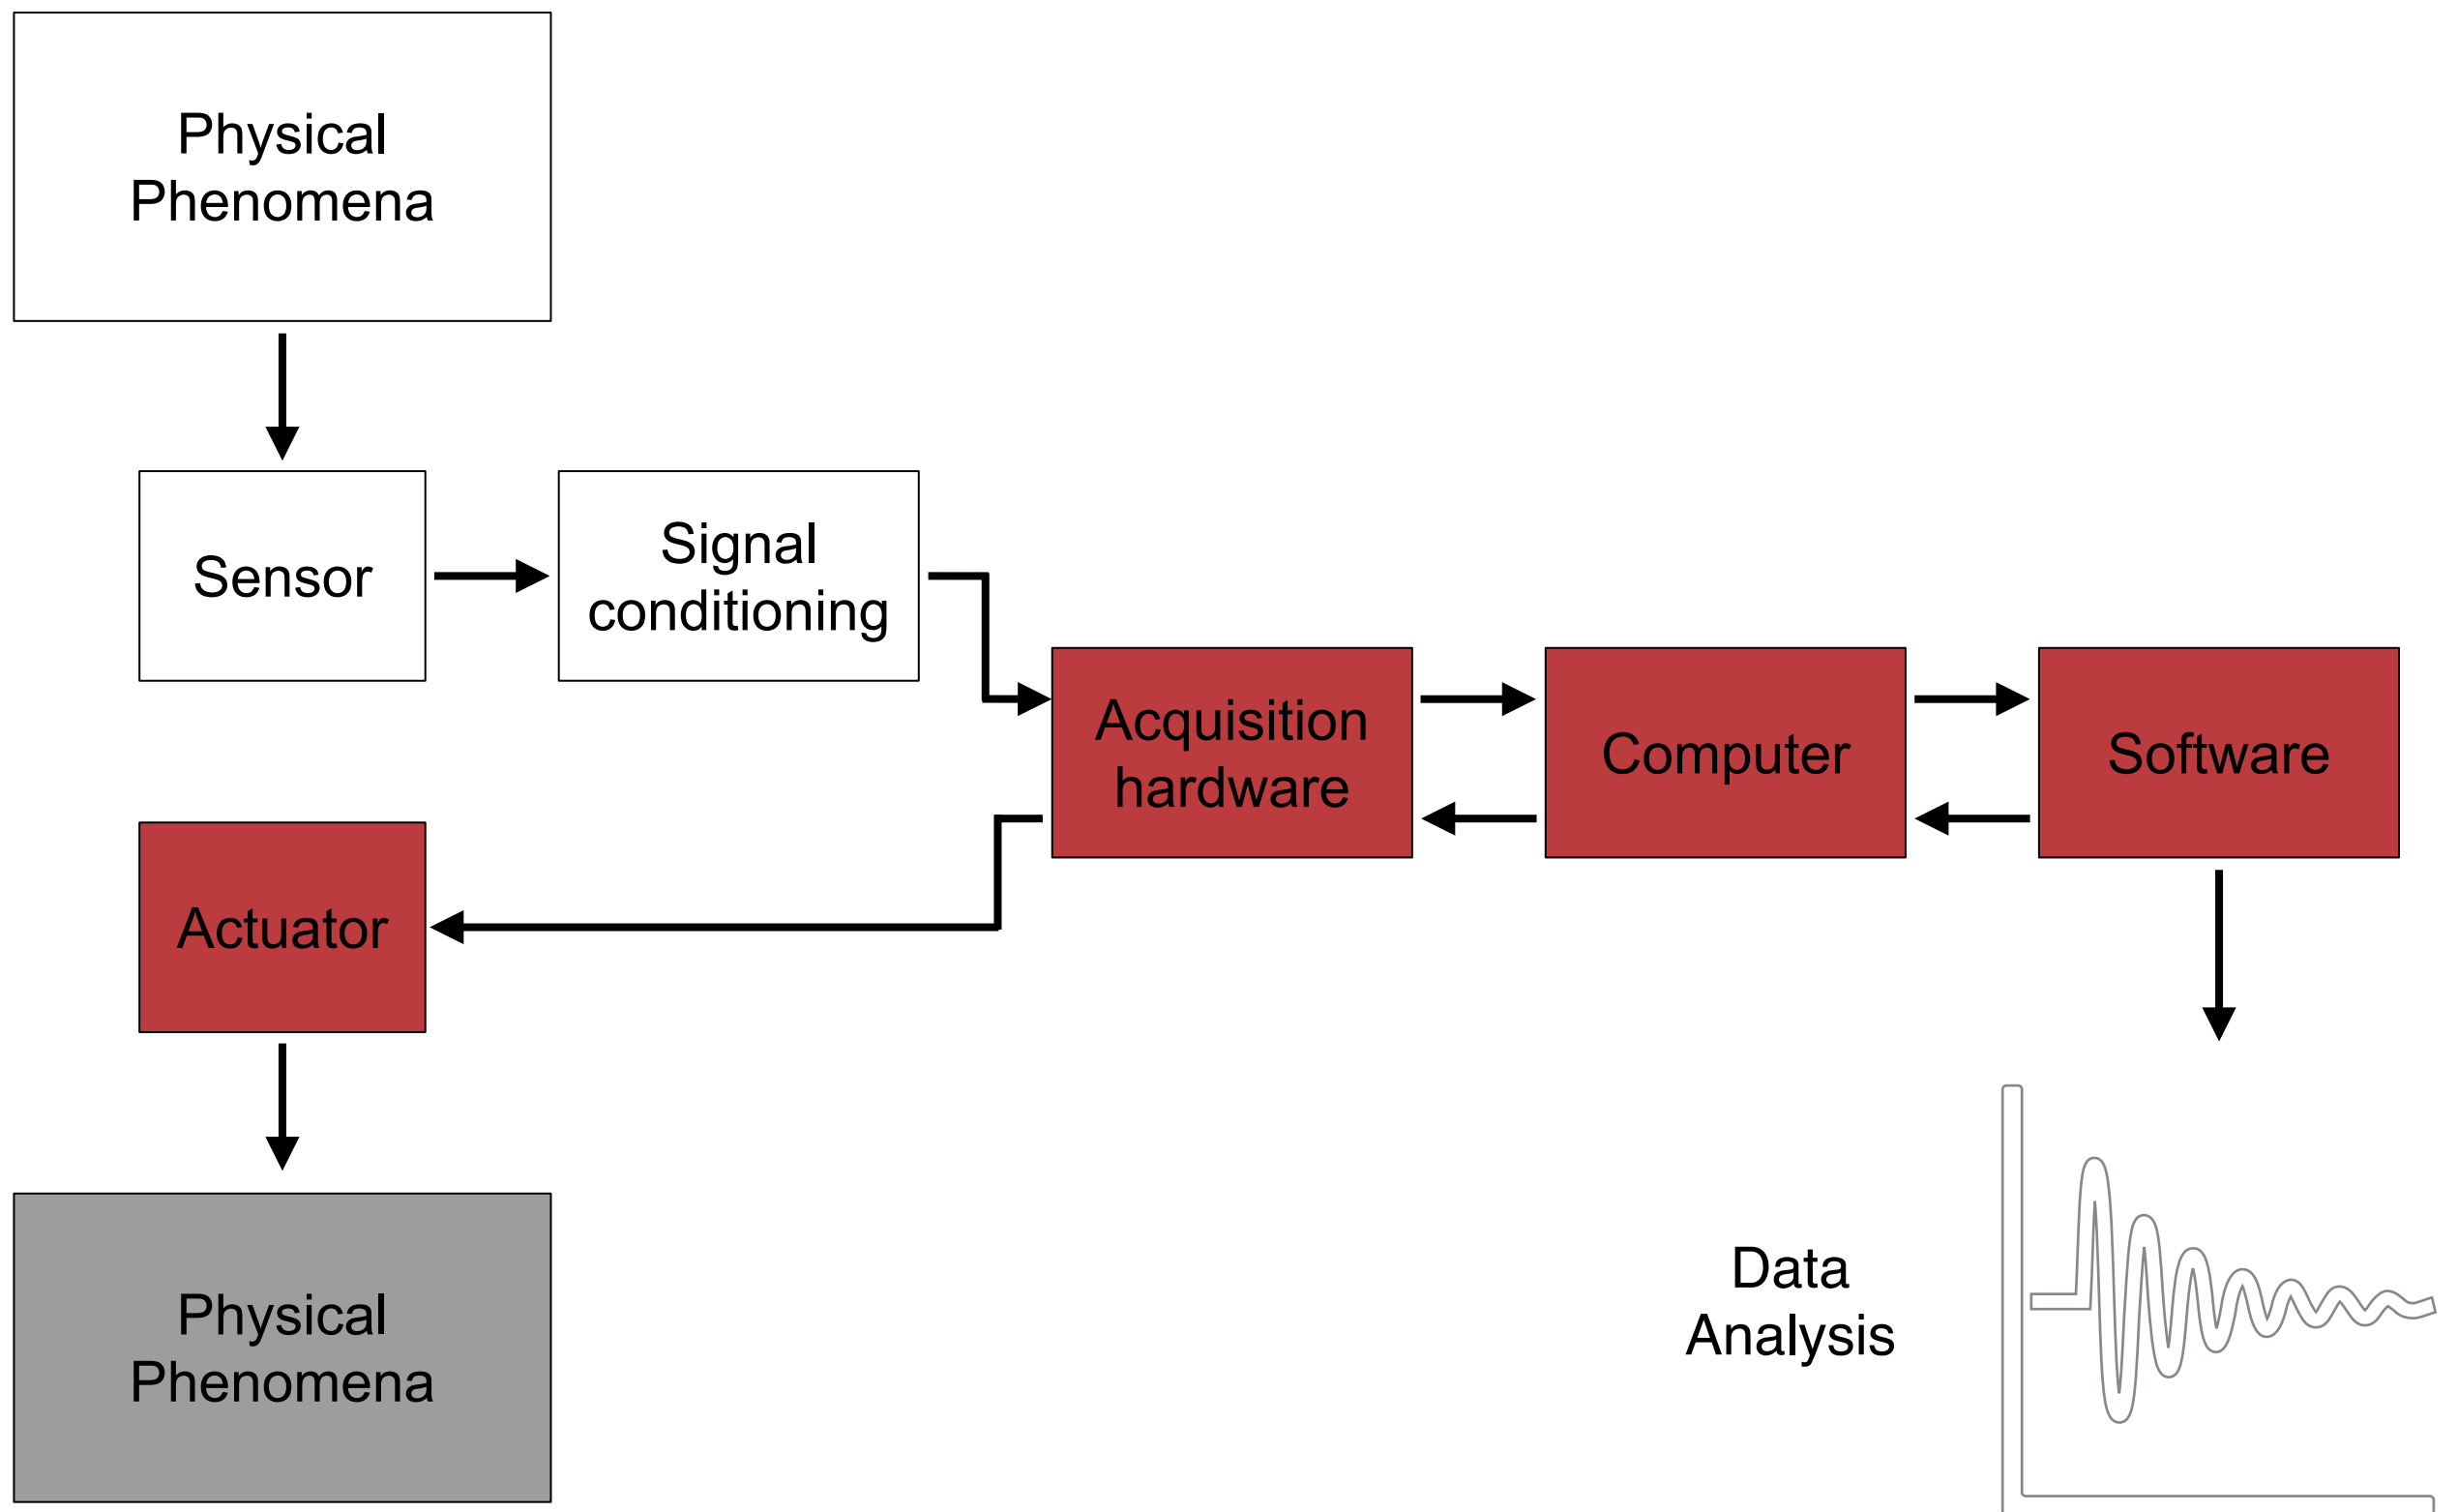 Physical
Phenomena
Sensor
Signal
conditioning
Acquisition
hardware
Computer
Software
Actuator
Physical
Phenomena
Data
Analysis